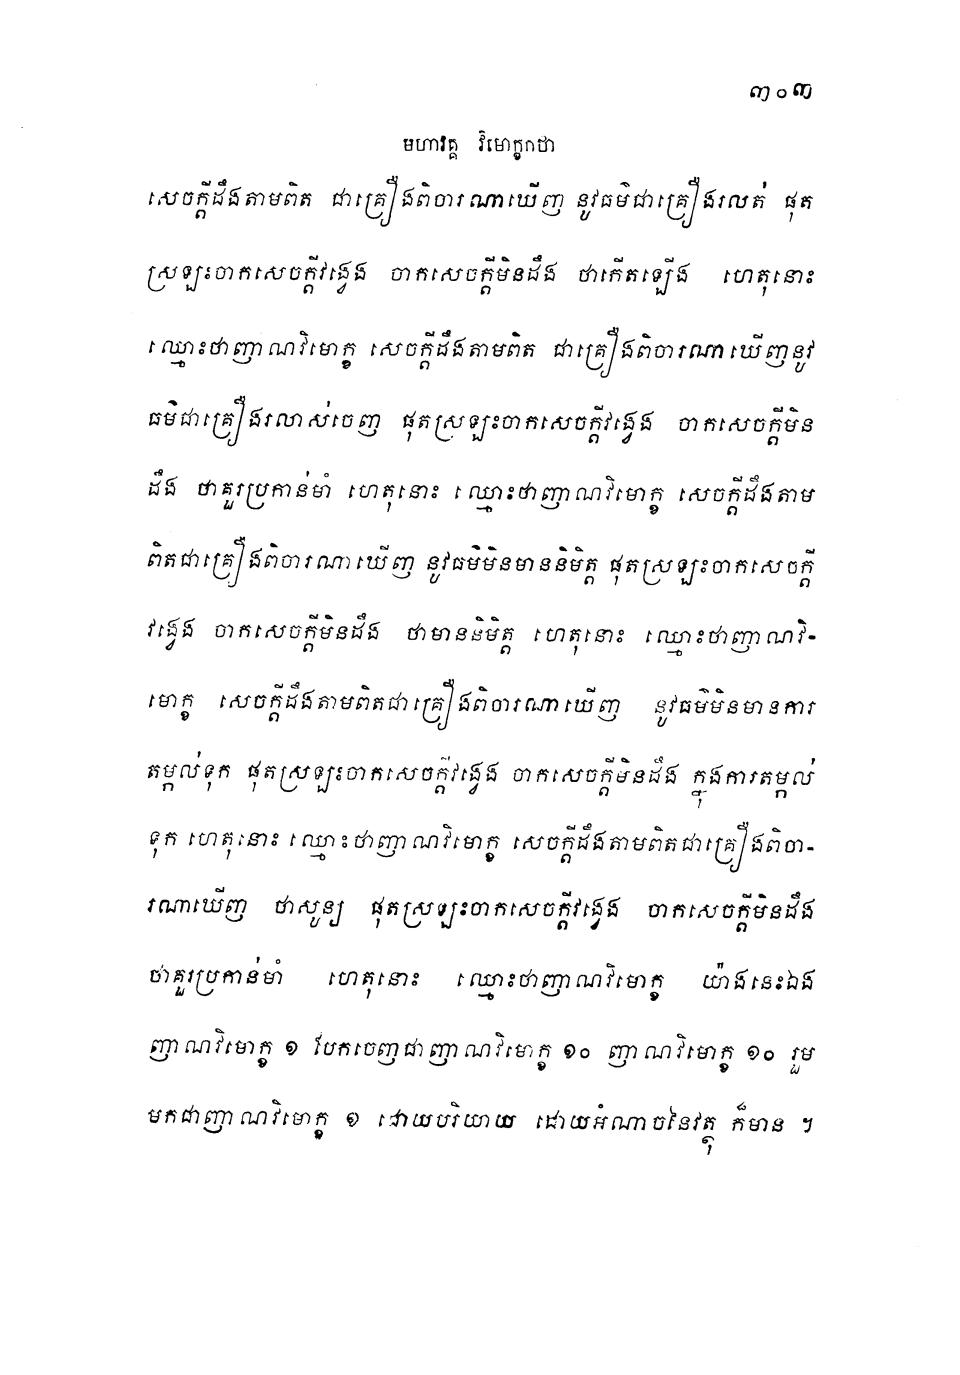 ៣០៣
មហាវគ្គ វិមោក្ខកថា
សេចក្តីដឹងតាមពិត ជាគ្រឿងពិចារណាឃើញ នូវធម៌ជាគ្រឿងរលត់ ផុត
ស្រឡះចាកសេចក្តីវង្វេង ចាកសេចក្តីមិនដឹង ថាកើតឡើង ហេតុនោះ
ឈ្មោះថាញាណវិមោក្ខ សេចក្តីដឹងតាមពិត ជាគ្រឿងពិចារណាឃើញនូវ
ធម៌ជាគ្រឿងរលាស់ចេញ ផុតស្រឡះចាកសេចក្តីវង្វេង ចាកសេចក្តីមិន
ដឹង ថាគួរប្រកាន់មាំ ហេតុនោះ ឈ្មោះថាញាណវិមោក្ខ សេចក្តីដឹងតាម
ពិតជាគ្រឿងពិចារណាឃើញ នូវធម៌មិនមាននិមិត្ត ផុតស្រឡះចាកសេចក្តី
វង្វេង ចាកសេចក្តីមិនដឹង ថាមាននិមិត្ត ហេតុនោះ ឈ្មោះថាញាណវិ-
មោក្ខ សេចក្តីដឹងតាមពិតជាគ្រឿងពិចារណាឃើញ នូវធម៌មិនមានការ
តម្កល់ទុក ផុតស្រឡះចាកសេចក្តីវង្វេង ចាកសេចក្តីមិនដឹង ក្នុងការតម្កល់
ទុក ហេតុនោះ ឈ្មោះថាញាណវិមោក្ខ សេចក្តីដឹងតាមពិតជាគ្រឿងពិចា-
រណាឃើញ ថាសូន្យ ផុតស្រឡះចាកសេចក្តីវង្វេង ចាកសេចក្តីមិនដឹង
ថាគួរប្រកាន់មាំ ហេតុនោះ ឈ្មោះថាញាណវិមោក្ខ យ៉ាងនេះឯង
ញាណវិមោក្ខ ១ បែកចេញជាញាណវិមោក្ខ ១០ ញាណវិមោក្ខ ១០ រួម
មកជាញាណវិមោក្ខ ១ ដោយបរិយាយ ដោយអំណាចនៃវត្ថុ ក៏មាន ។